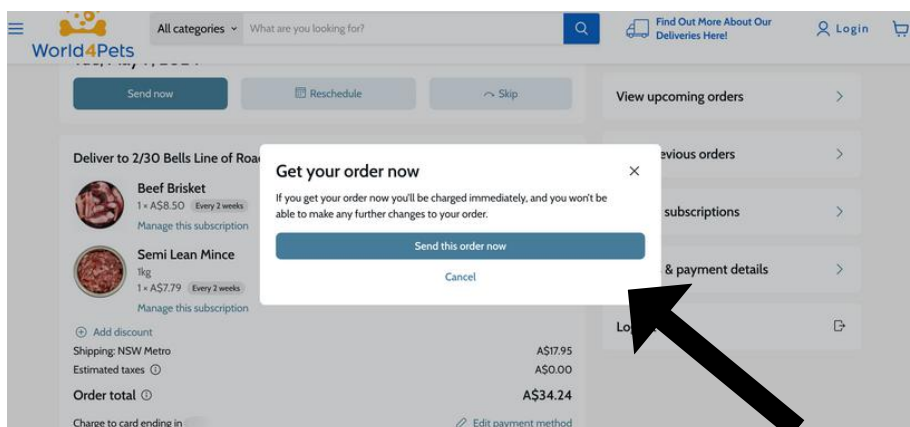 All categories
What are you looking for?
Find Out More About Our
Deliveries Here!
Login
World4Pets
Send now
Reschedule
Skip
View upcoming orders
Deliver to 2/30 Bells Line of
Get your order now
orders
If you get your order now you'll be charged immediately, and you won't be
able to make any further changes to your order.
Beef Brisket
1 × A$8.50 Every 2 weeks
Manage this subscription
subscriptions
Send this order now
Semi Lean Mince
1kg
1 × A$7.79 Every 2 weeks
Cancel
& payment details
Manage this subscription
Add discount
Shipping: NSW Metro A$17.95
Estimated taxes A$0.00
Order total A$34.24
Charge to card ending in
Edit payment method